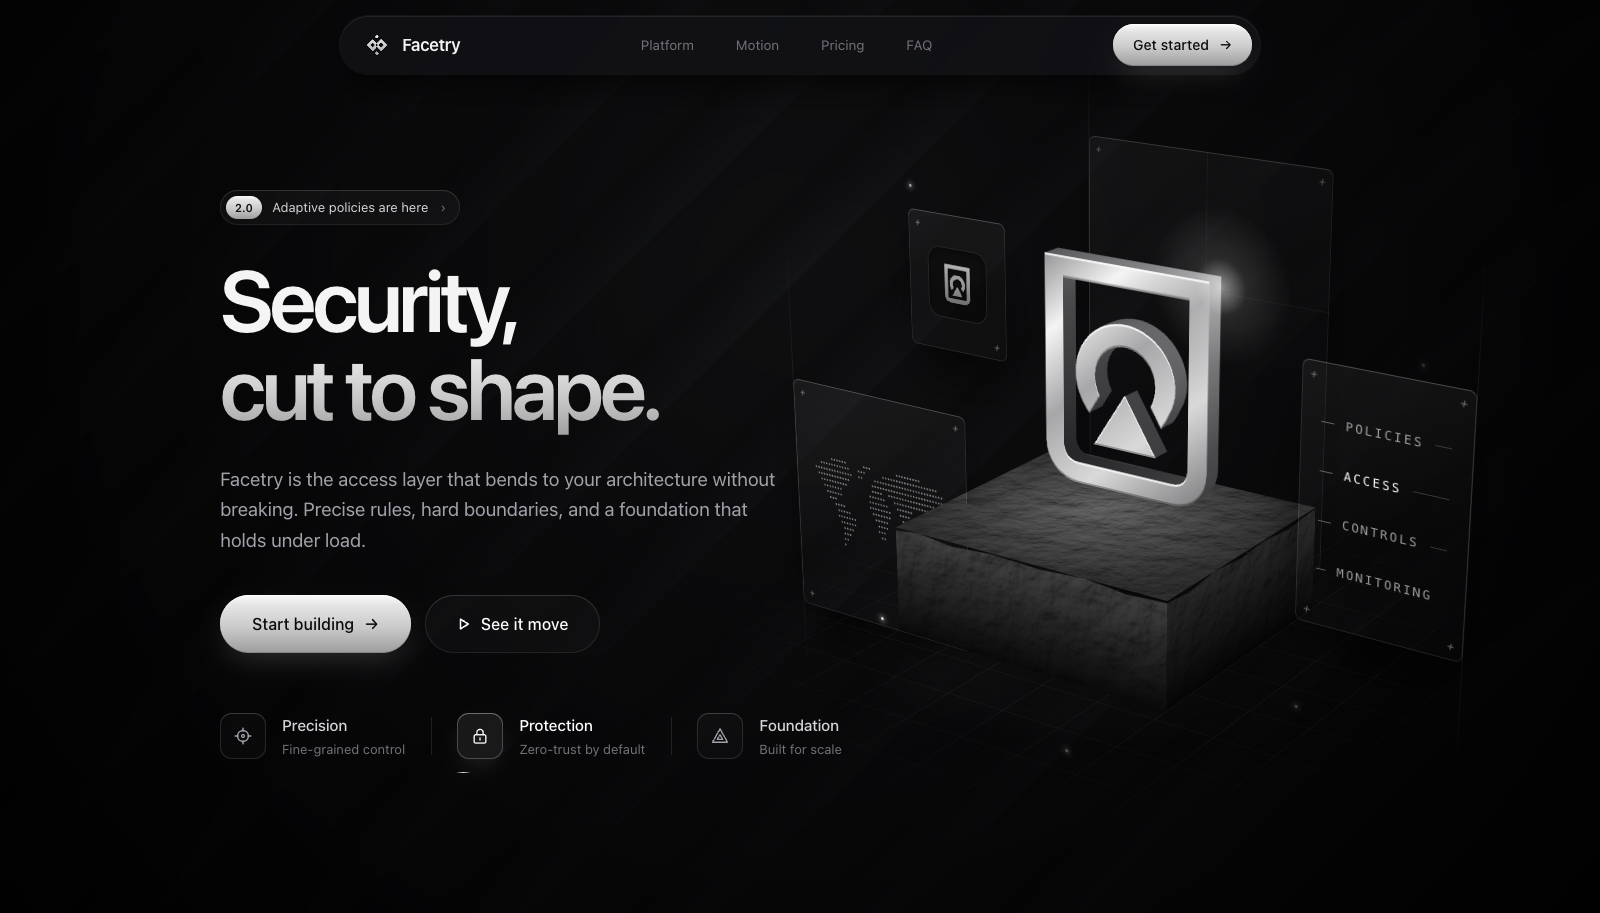 Facetry
Platform
Motion
Pricing
FAQ
Get started
2.0 Adaptive policies are here
Security,
cut to shape.
Facetry is the access layer that bends to your architecture without
breaking. Precise rules, hard boundaries, and a foundation that
holds under load.
Start building
See it move
Precision
Fine-grained control
Protection
Zero-trust by default
Foundation
Built for scale
POLICIES
ACCESS
CONTROLS
MONITORING